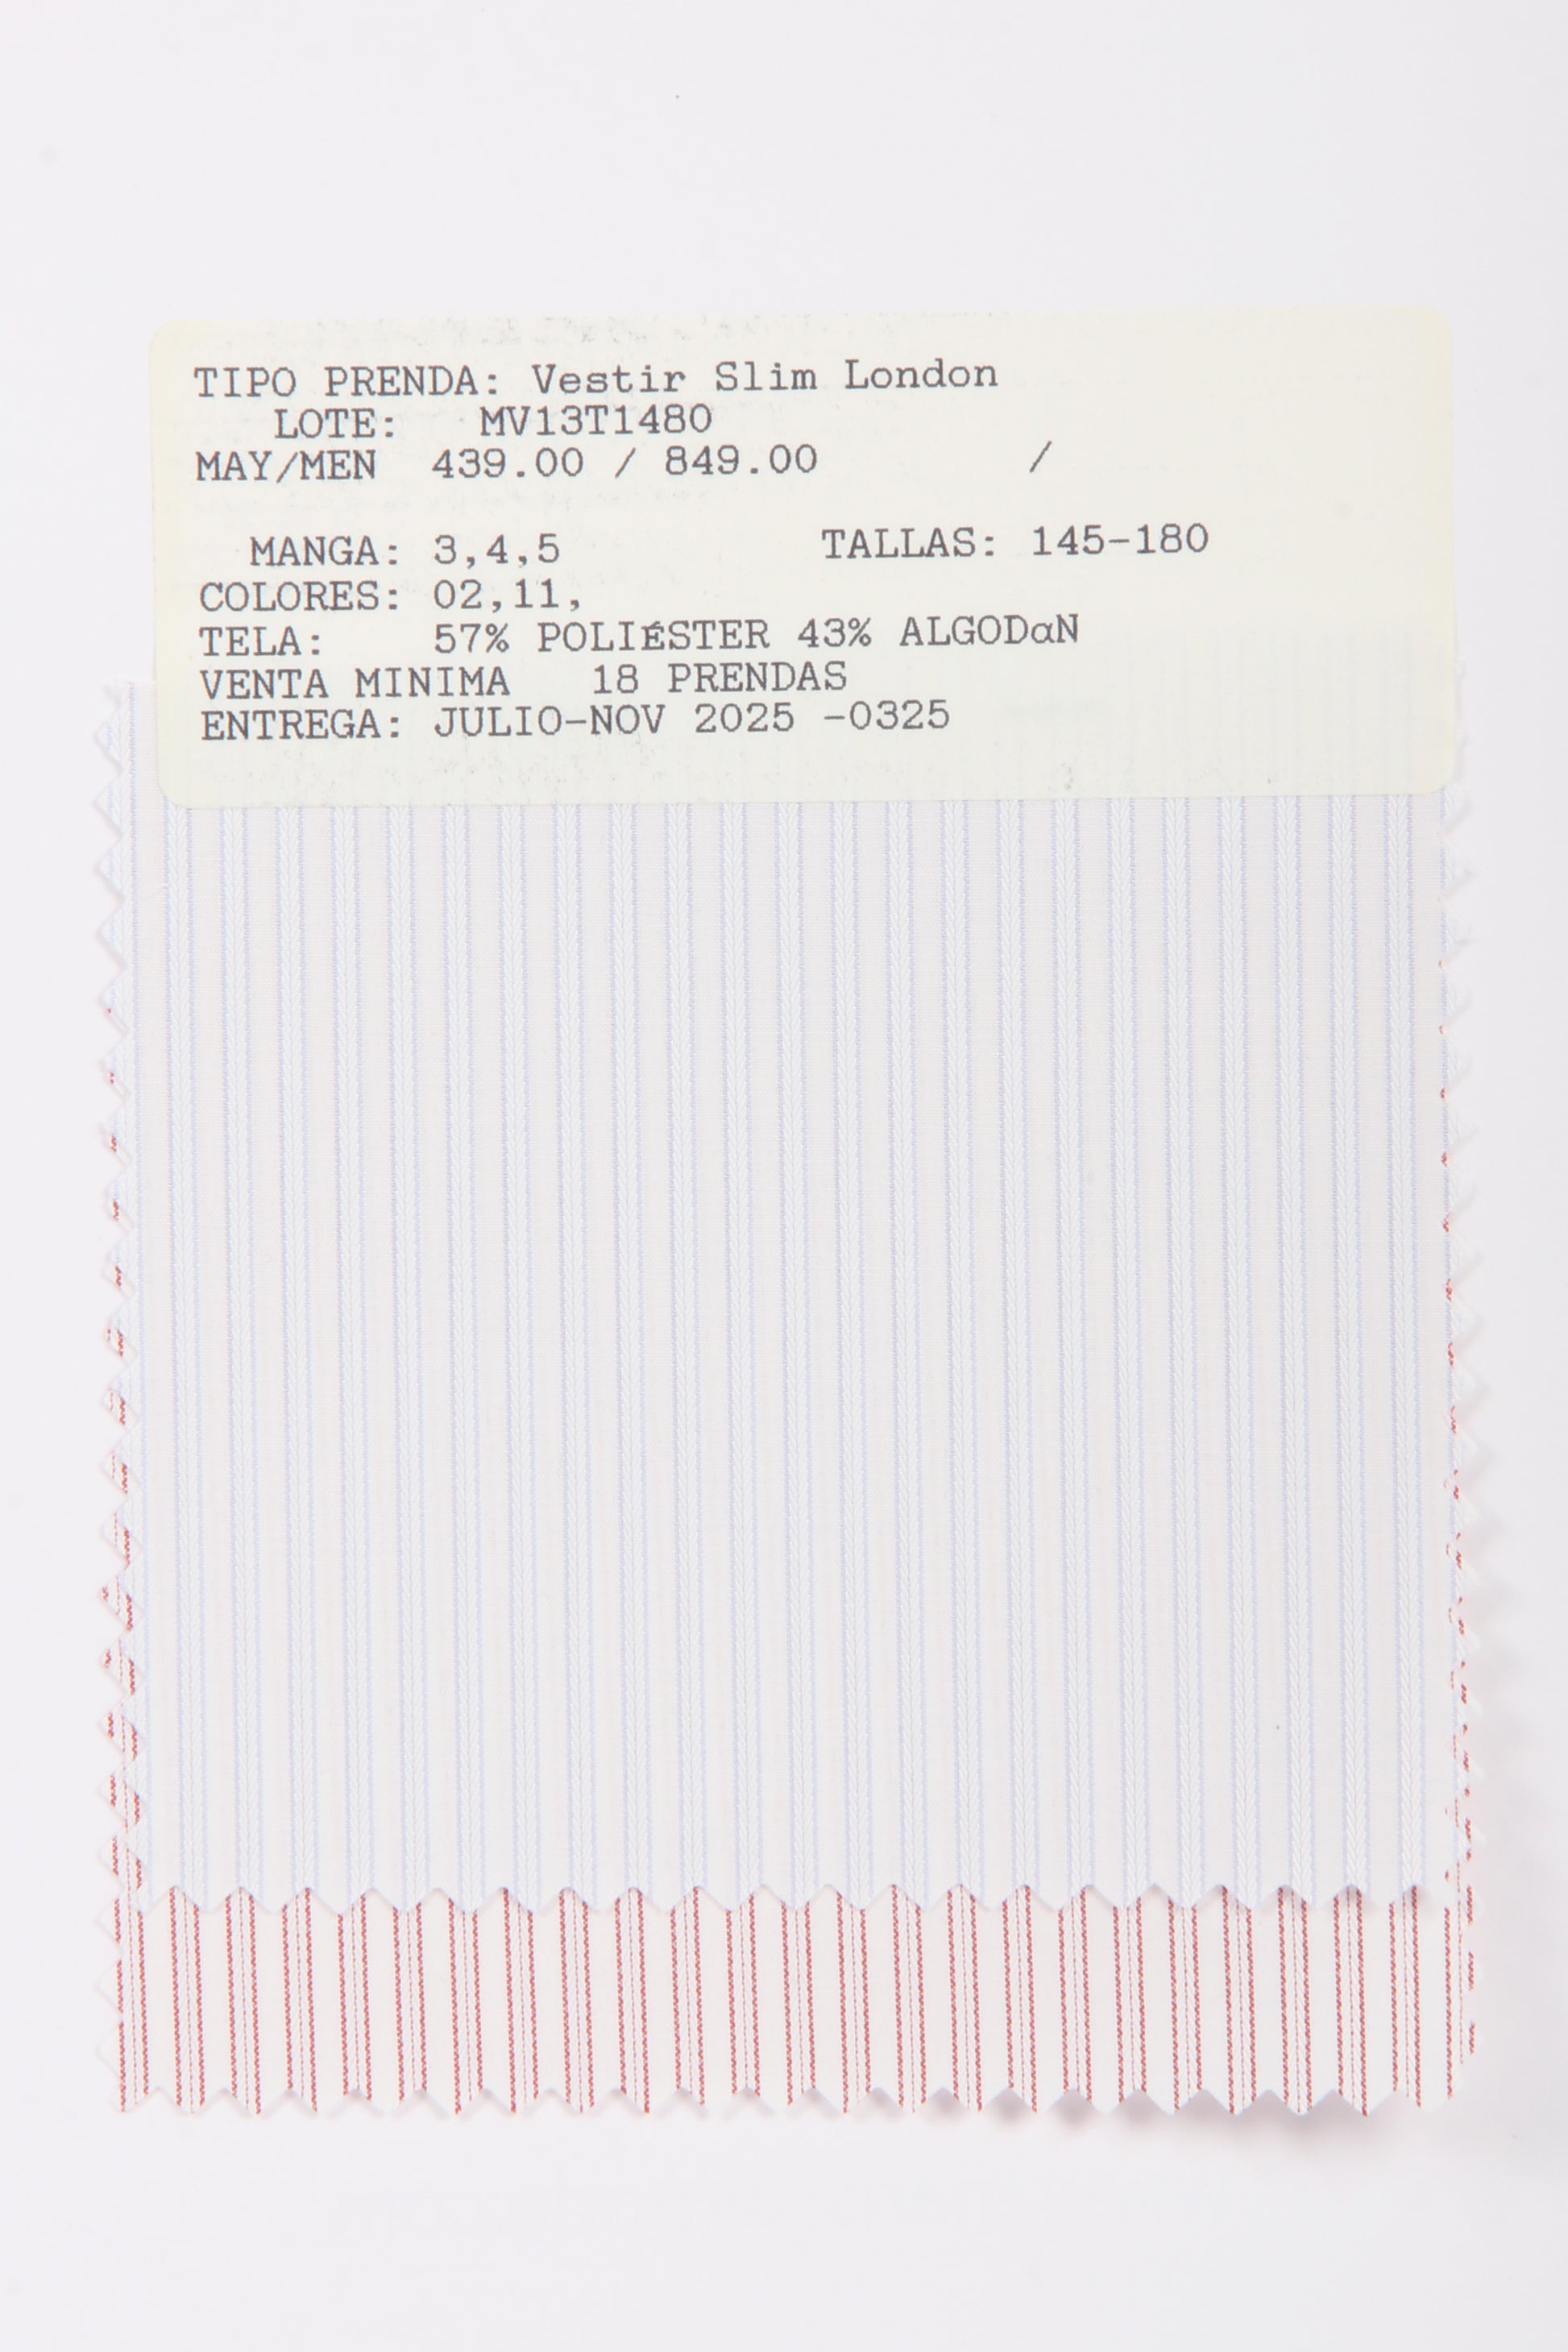 TIPO PRENDA: Vestir Slim London
LOTE: MV13T1480
MAY/MEN 439.00 / 849.00 /
MANGA: 3,4,5 TALLAS: 145-180
COLORES: 02,11,
TELA: 57% POLIÉSTER 43% ALGODαN
VENTA MINIMA 18 PRENDAS
ENTREGA: JULIO-NOV 2025 -0325